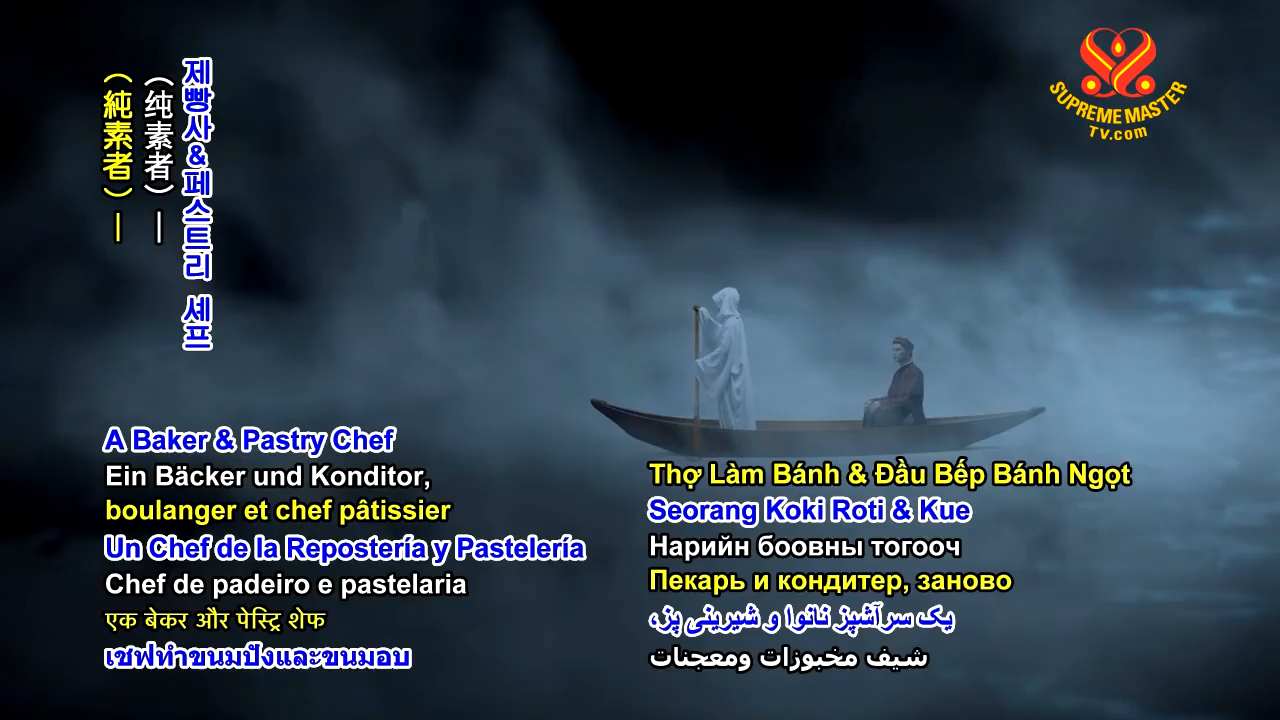 제빵사&페스트리 셰프
（纯素者）—
（純素者）—
SUPREME MASTER
TV.com
A Baker & Pastry Chef
Ein Bäcker und Konditor,
boulanger et chef pâtissier
Un Chef de la Repostería y Pastelería
Chef de padeiro e pastelaria
एक बेकर और पेस्ट्रि शेफ
เชฟทำขนมปังและขนมอบ
Thợ Làm Bánh & Đầu Bếp Bánh Ngọt
Seorang Koki Roti & Kue
Нарийн боовны тогооч
Пекарь и кондитер, заново
یک سرآشپز نانوا و شیرینی پز،
شيف مخبوزات ومعجنات